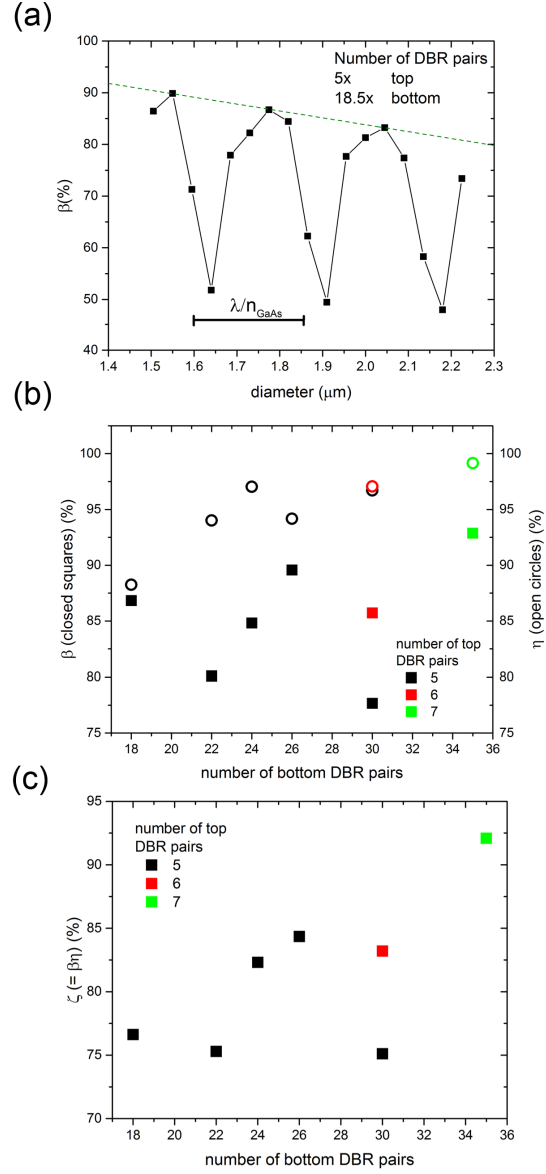 (a)
Number of DBR pairs
5x top
18.5x bottom
100
90
80
70
60
50
40
β(%)
λ/nGaAs
1.4 1.5 1.6 1.7 1.8 1.9 2.0 2.1 2.2 2.3
diameter (μm)
(b)
100 100
95 95
90 90
85 85
80 80
75 75
β (closed squares) (%)
η (open circles) (%)
number of top
DBR pairs
5
6
7
18 20 22 24 26 28 30 32 34 36
number of bottom DBR pairs
(c)
95
90
85
80
75
70
ζ (= βη) (%)
number of top
DBR pairs
5
6
7
18 20 22 24 26 28 30 32 34 36
number of bottom DBR pairs